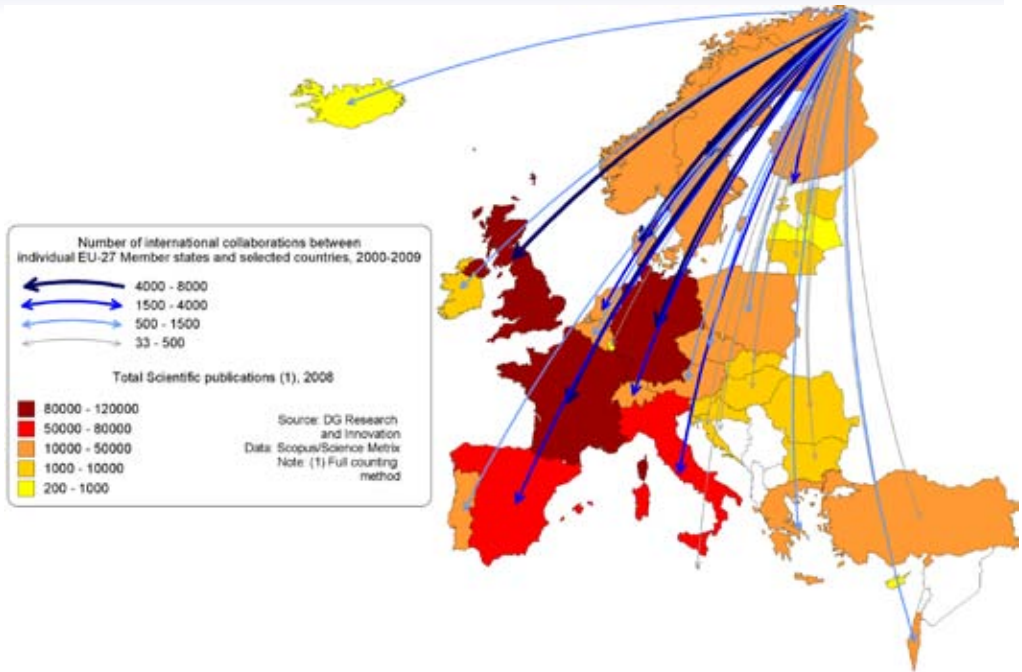 Number of international collaborations between
individual EU-27 Member states and selected countries, 2000-2009
4000 - 8000
1500 - 4000
500 - 1500
33 - 500
Total Scientific publications (1), 2008
80000 - 120000
50000 - 80000
10000 - 50000
1000 - 10000
200 - 1000
Source: DG Research
and Innovation
Data: Scopus/Science Metrix
Note: (1) Full counting
method